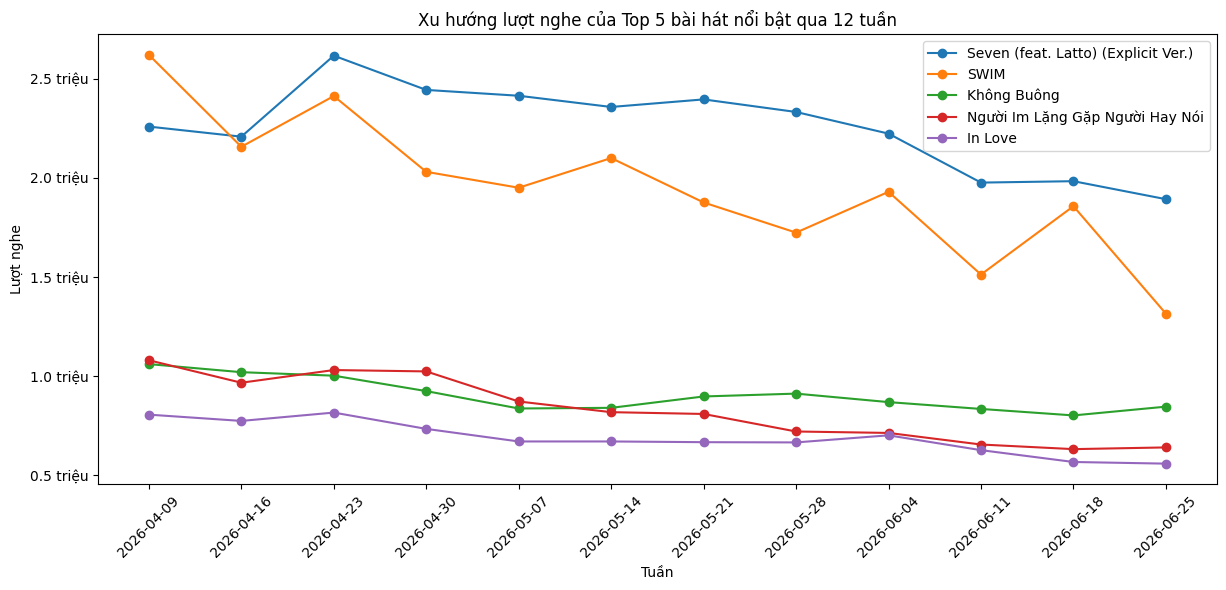 Xu hướng lượt nghe của Top 5 bài hát nổi bật qua 12 tuần
Seven (feat. Latto) (Explicit Ver.)
SWIM
Không Buông
Người Im Lặng Gặp Người Hay Nói
In Love
Lượt nghe
2.5 triệu
2.0 triệu
1.5 triệu
1.0 triệu
0.5 triệu
2026-04-09
2026-04-16
2026-04-23
2026-04-30
2026-05-07
2026-05-14
2026-05-21
2026-05-28
2026-06-04
2026-06-11
2026-06-18
2026-06-25
Tuần